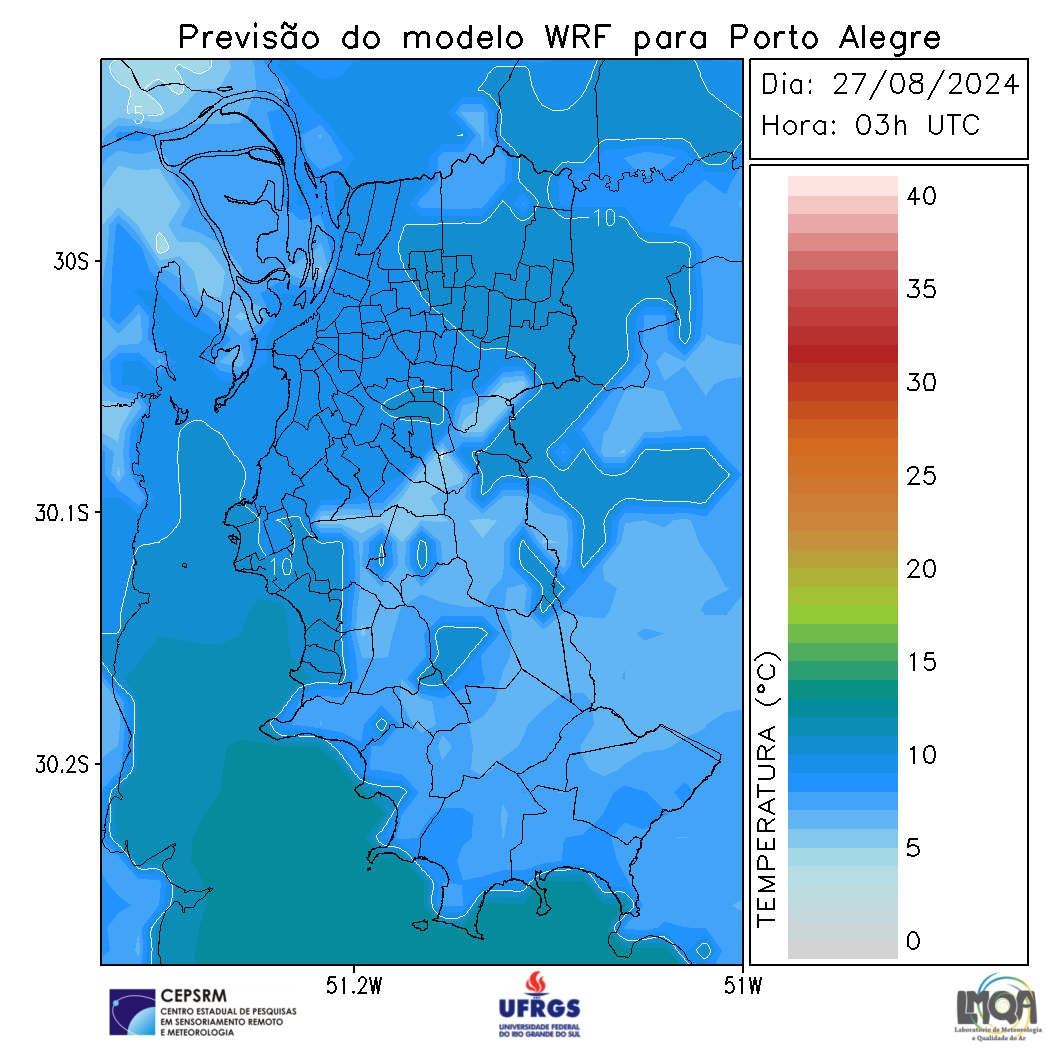 Previsão do modelo WRF para Porto Alegre
Dia: 27/08/2024
Hora: 03h UTC
5
10
10
30S
30.1S
30.2S
51.2W
51W
40
35
30
25
20
15
10
5
0
TEMPERATURA (°C)
CEPSRM
CENTRO ESTADUAL DE PESQUISAS
EM SENSORIAMENTO REMOTO
E METEOROLOGIA
UFRGS
UNIVERSIDADE FEDERAL
DO RIO GRANDE DO SUL
LMQA
Laboratório de Meteorologia
e Qualidade do Ar